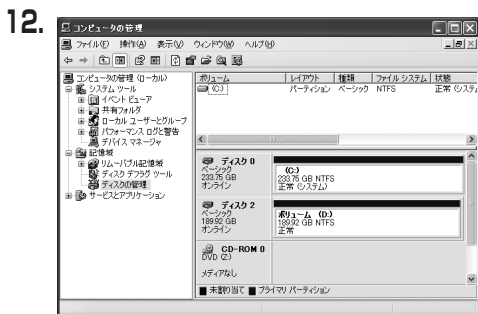 12.
コンピュータの管理
ファイル(F) 操作(A) 表示(V) ウィンドウ(W) ヘルプ(H)
コンピュータの管理 (ローカル)
システム ツール
イベント ビューア
共有フォルダ
ローカル ユーザーとグループ
パフォーマンス ログと警告
デバイス マネージャ
記憶域
リムーバブル記憶域
ディスク デフラグ ツール
ディスクの管理
サービスとアプリケーション
ボリューム レイアウト 種類 ファイル システム 状態
(C:) パーティション ベーシック NTFS 正常 (システ
ディスク 0
ベーシック
233.75 GB
オンライン
(C:)
233.75 GB NTFS
正常 (システム)
ディスク 2
ベーシック
189.92 GB
オンライン
ボリューム (D:)
189.92 GB NTFS
正常
CD-ROM 0
DVD (Z:)
メディアなし
未割り当て プライマリ パーティション